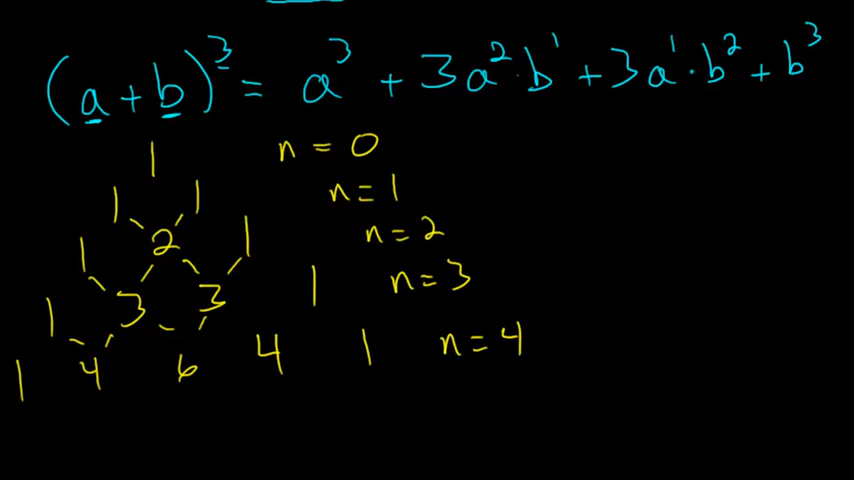 (a + b)³ = a³ + 3a²·b¹ + 3a¹·b² + b³
1 n = 0
1 1 n = 1
1 2 1 n = 2
1 3 3 1 n = 3
1 4 6 4 1 n = 4